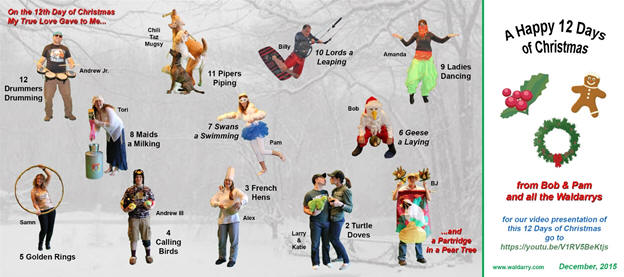 On the 12th Day of Christmas
My True Love Gave to Me...
Andrew Jr.
12
Drummers
Drumming
Chili
Taz
Mugsy
11 Pipers
Piping
Billy
10 Lords a
Leaping
Amanda
9 Ladies
Dancing
Tori
8 Maids
a Milking
7 Swans
a Swimming
Pam
Bob
6 Geese
a Laying
Samn
5 Golden Rings
Andrew III
4
Calling
Birds
3 French
Hens
Alex
Larry
&
Katie
2 Turtle
Doves
BJ
...and
a Partridge
in a Pear Tree
A Happy 12 Days
of Christmas
from Bob & Pam
and all the Waldarrys
for our video presentation of
this 12 Days of Christmas
go to
https://youtu.be/V1RV5BeKtjs
www.waldarry.com
December, 2015